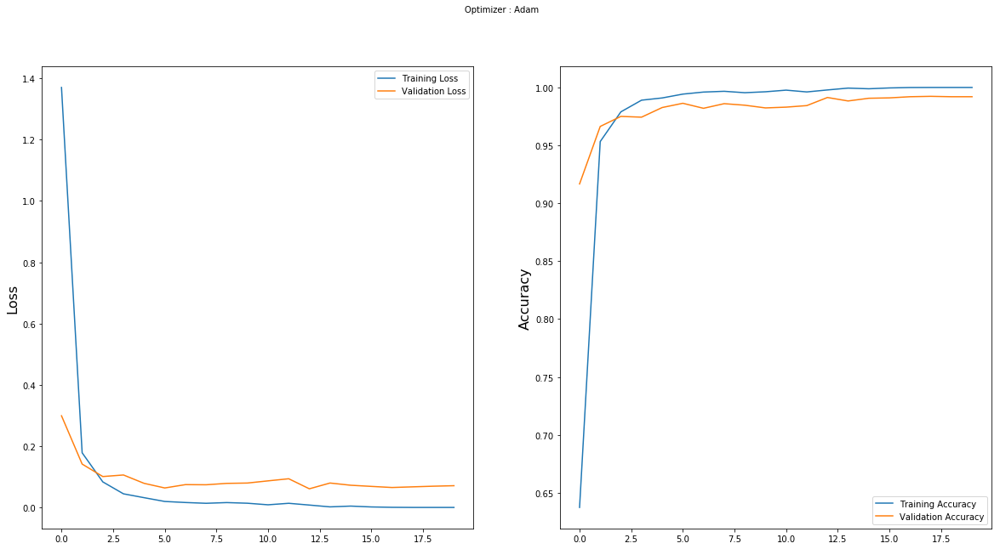 Optimizer : Adam
Loss
1.4
1.2
1.0
0.8
0.6
0.4
0.2
0.0
Training Loss
Validation Loss
0.0 2.5 5.0 7.5 10.0 12.5 15.0 17.5
Accuracy
1.00
0.95
0.90
0.85
0.80
0.75
0.70
0.65
Training Accuracy
Validation Accuracy
0.0 2.5 5.0 7.5 10.0 12.5 15.0 17.5